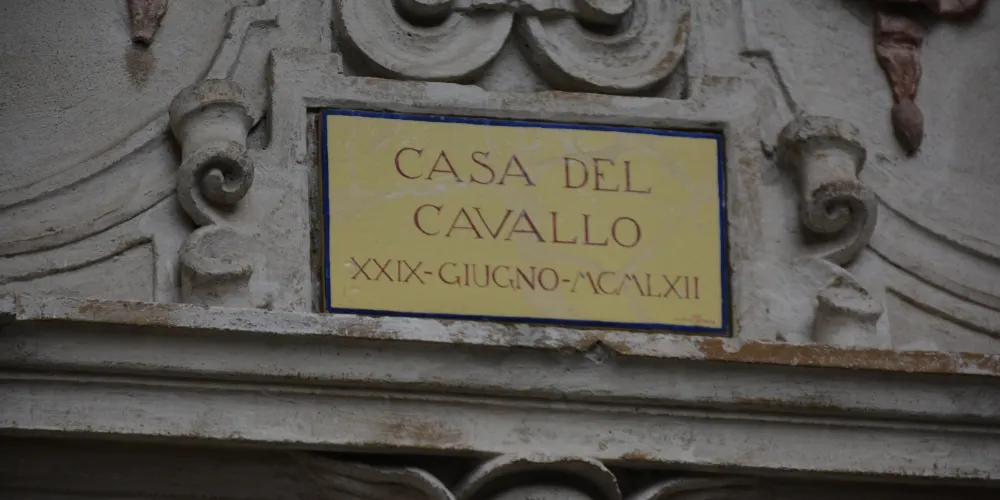 CASA DEL
CAVALLO
XXIX-GIUGNO-MCMLXII